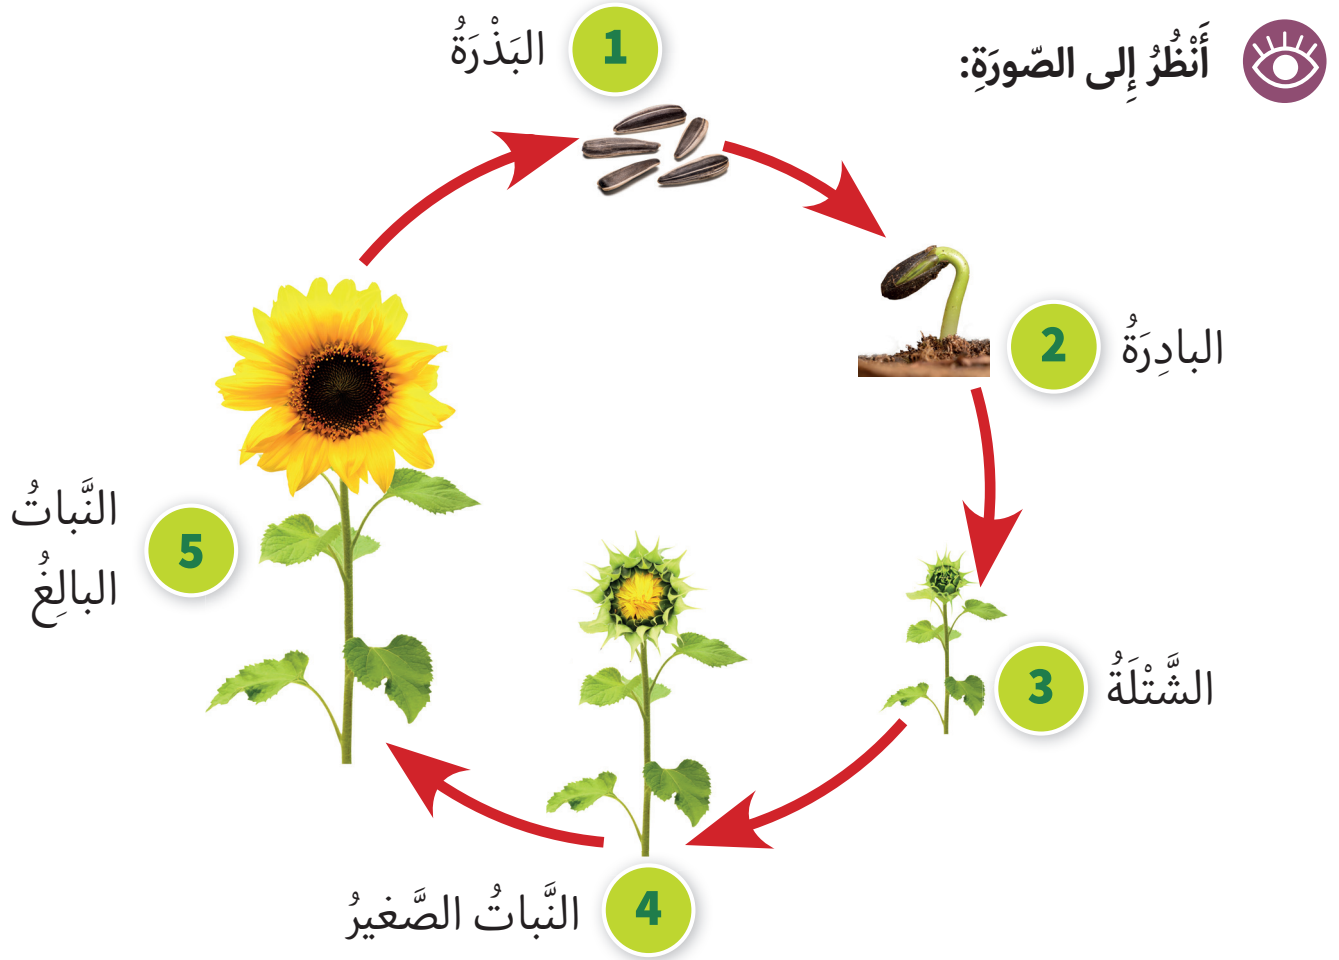 أَنْظُرُ إِلى الصّورَةِ:
1 البَذْرَةُ
2 البادِرَةُ
3 الشَّتْلَةُ
4 النَّباتُ الصَّغيرُ
5 النَّباتُ
البالِغُ